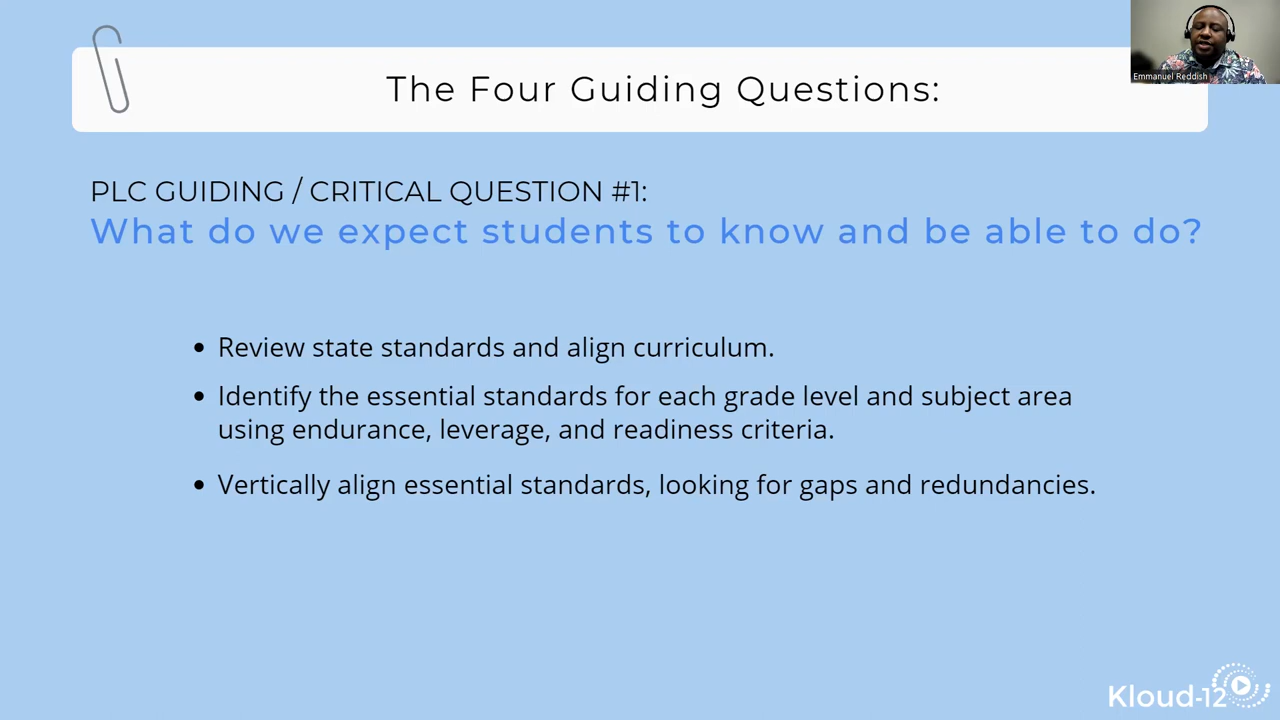 The Four Guiding Questions:
Emmanuel Reddish
PLC GUIDING / CRITICAL QUESTION #1:
What do we expect students to know and be able to do?
• Review state standards and align curriculum.
• Identify the essential standards for each grade level and subject area
using endurance, leverage, and readiness criteria.
• Vertically align essential standards, looking for gaps and redundancies.
Kloud-12